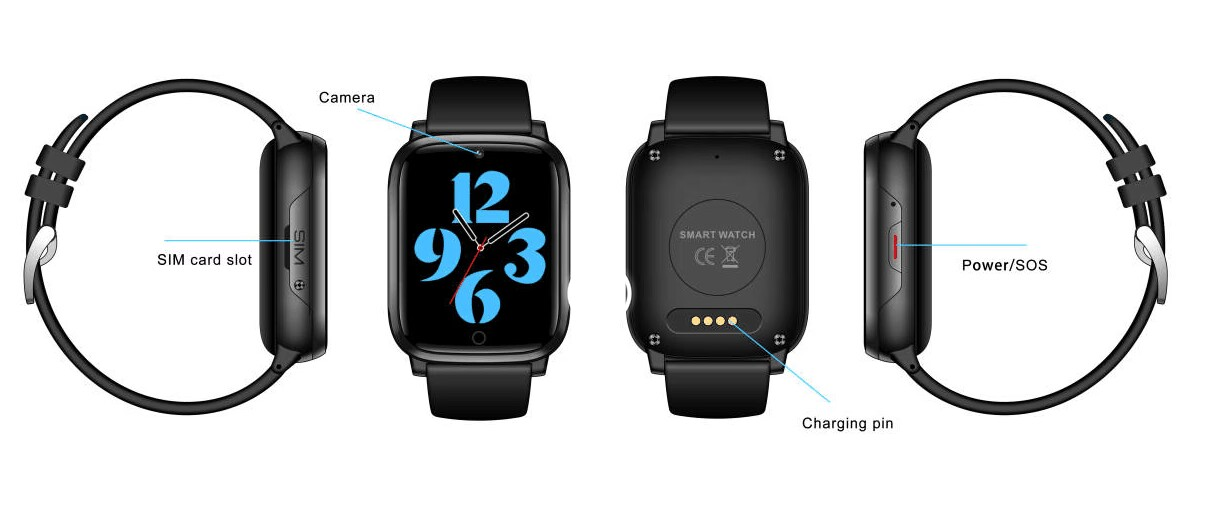 Camera
SIM card slot
SIM
12
9 3
6
SMART WATCH
CE
Charging pin
Power/SOS